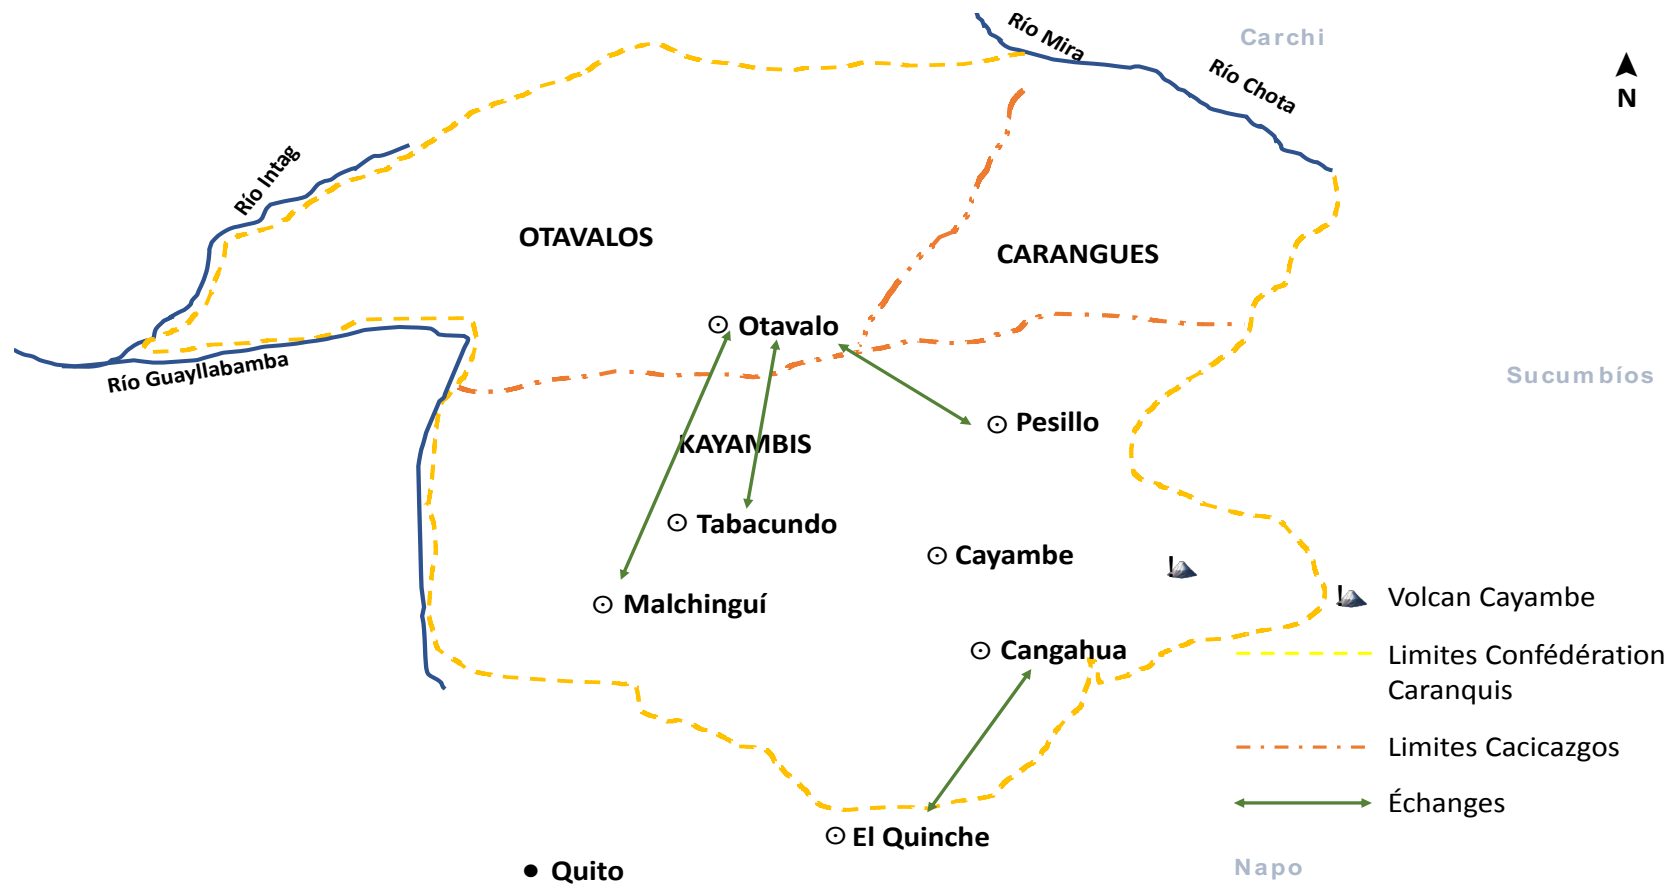 Carchi
Río Mira
Río Chota
N
Río Intag
OTAVALOS
CARANGUES
Otavalo
Río Guayllabamba
Sucumbíos
Pesillo
KAYAMBIS
Tabacundo
Cayambe
Malchinguí
Cangahua
El Quinche
Quito
Napo
Volcan Cayambe
Limites Confédération
Caranquis
Limites Cacicazgos
Échanges